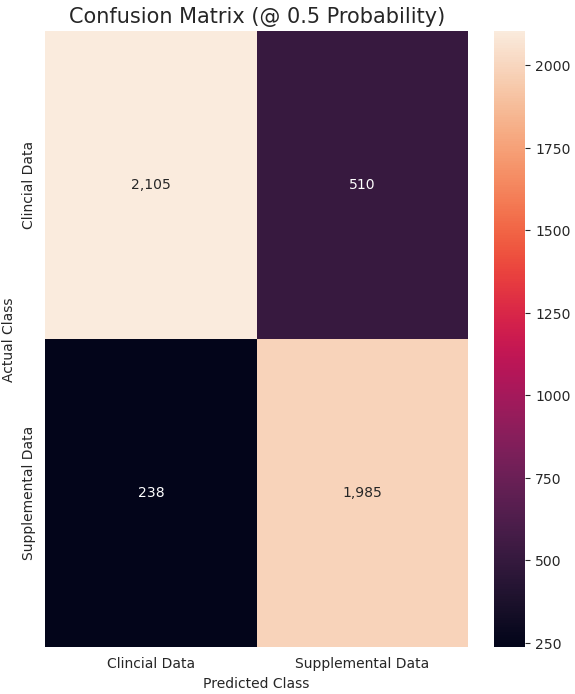 Confusion Matrix (@ 0.5 Probability)
Actual Class
Clincial Data
Supplemental Data
2,105
510
238
1,985
Clincial Data
Supplemental Data
Predicted Class
2000
1750
1500
1250
1000
750
500
250